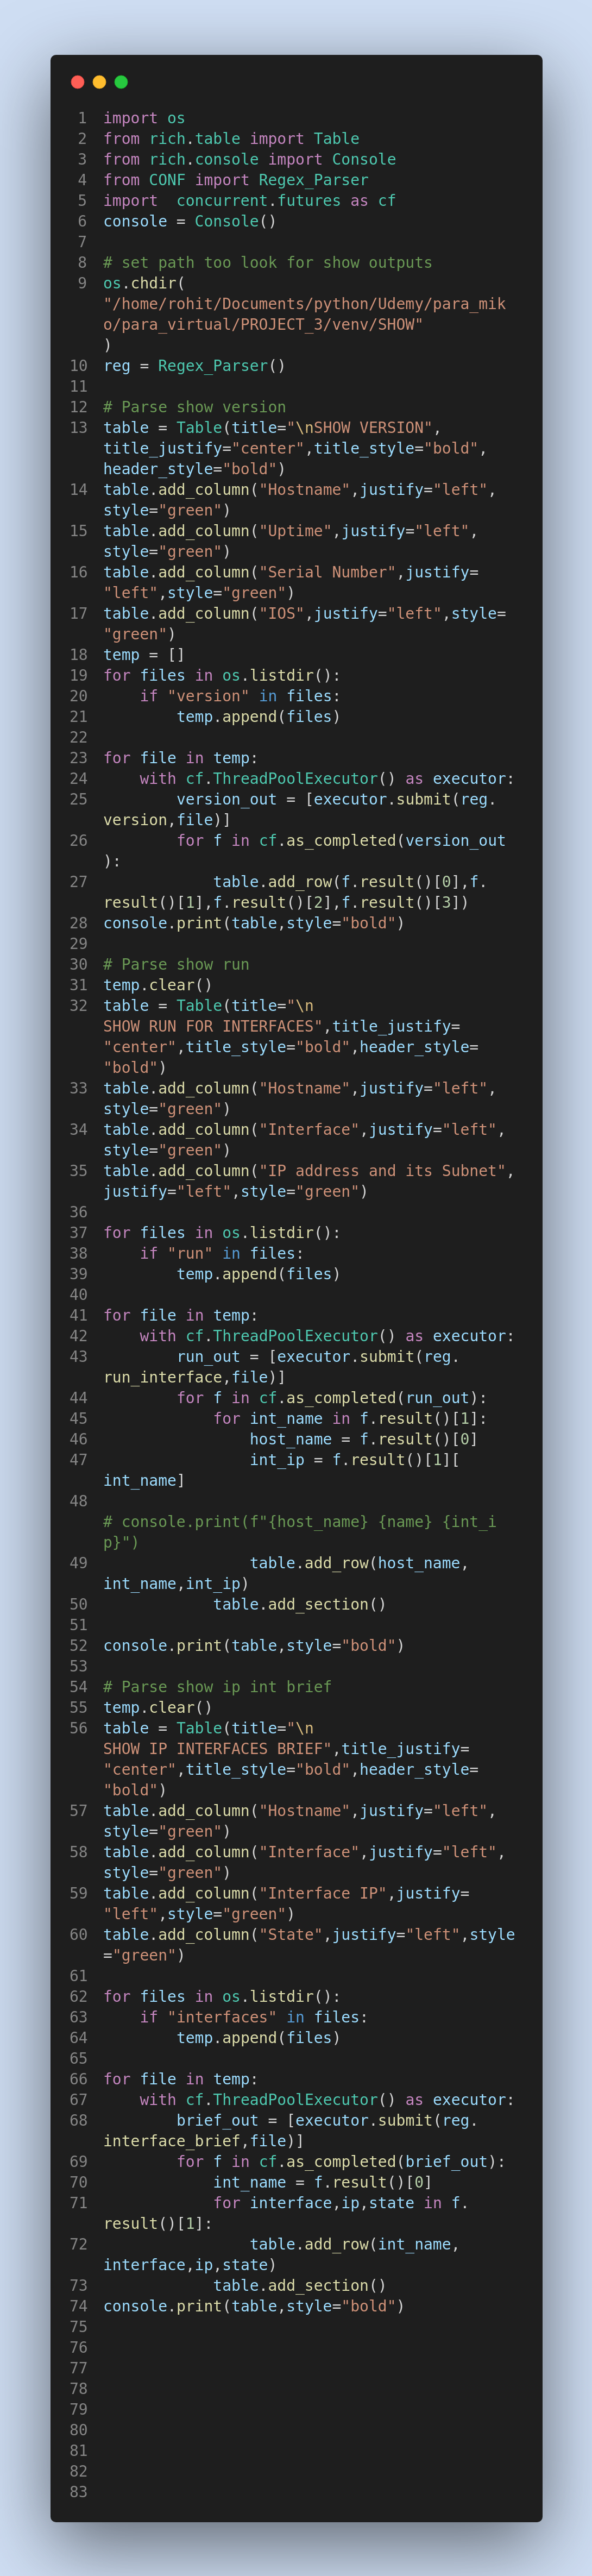 1 import os
2 from rich.table import Table
3 from rich.console import Console
4 from CONF import Regex_Parser
5 import  concurrent.futures as cf
6 console = Console()
7
8 # set path too look for show outputs
9 os.chdir(
"/home/rohit/Documents/python/Udemy/para_mik
o/para_virtual/PROJECT_3/venv/SHOW"
)
10 reg = Regex_Parser()
11
12 # Parse show version
13 table = Table(title="\nSHOW VERSION",
title_justify="center",title_style="bold",
header_style="bold")
14 table.add_column("Hostname",justify="left",
style="green")
15 table.add_column("Uptime",justify="left",
style="green")
16 table.add_column("Serial Number",justify=
"left",style="green")
17 table.add_column("IOS",justify="left",style=
"green")
18 temp = []
19 for files in os.listdir():
20     if "version" in files:
21         temp.append(files)
22
23 for file in temp:
24     with cf.ThreadPoolExecutor() as executor:
25         version_out = [executor.submit(reg.
version,file)]
26         for f in cf.as_completed(version_out
):
27             table.add_row(f.result()[0],f.
result()[1],f.result()[2],f.result()[3])
28 console.print(table,style="bold")
29
30 # Parse show run
31 temp.clear()
32 table = Table(title="\n
SHOW RUN FOR INTERFACES",title_justify=
"center",title_style="bold",header_style=
"bold")
33 table.add_column("Hostname",justify="left",
style="green")
34 table.add_column("Interface",justify="left",
style="green")
35 table.add_column("IP address and its Subnet",
justify="left",style="green")
36
37 for files in os.listdir():
38     if "run" in files:
39         temp.append(files)
40
41 for file in temp:
42     with cf.ThreadPoolExecutor() as executor:
43         run_out = [executor.submit(reg.
run_interface,file)]
44         for f in cf.as_completed(run_out):
45             for int_name in f.result()[1]:
46                 host_name = f.result()[0]
47                 int_ip = f.result()[1][
int_name]
48
# console.print(f"{host_name} {name} {int_i
p}")
49                 table.add_row(host_name,
int_name,int_ip)
50             table.add_section()
51
52 console.print(table,style="bold")
53
54 # Parse show ip int brief
55 temp.clear()
56 table = Table(title="\n
SHOW IP INTERFACES BRIEF",title_justify=
"center",title_style="bold",header_style=
"bold")
57 table.add_column("Hostname",justify="left",
style="green")
58 table.add_column("Interface",justify="left",
style="green")
59 table.add_column("Interface IP",justify=
"left",style="green")
60 table.add_column("State",justify="left",style
="green")
61
62 for files in os.listdir():
63     if "interfaces" in files:
64         temp.append(files)
65
66 for file in temp:
67     with cf.ThreadPoolExecutor() as executor:
68         brief_out = [executor.submit(reg.
interface_brief,file)]
69         for f in cf.as_completed(brief_out):
70             int_name = f.result()[0]
71             for interface,ip,state in f.
result()[1]:
72                 table.add_row(int_name,
interface,ip,state)
73             table.add_section()
74 console.print(table,style="bold")
75
76
77
78
79
80
81
82
83